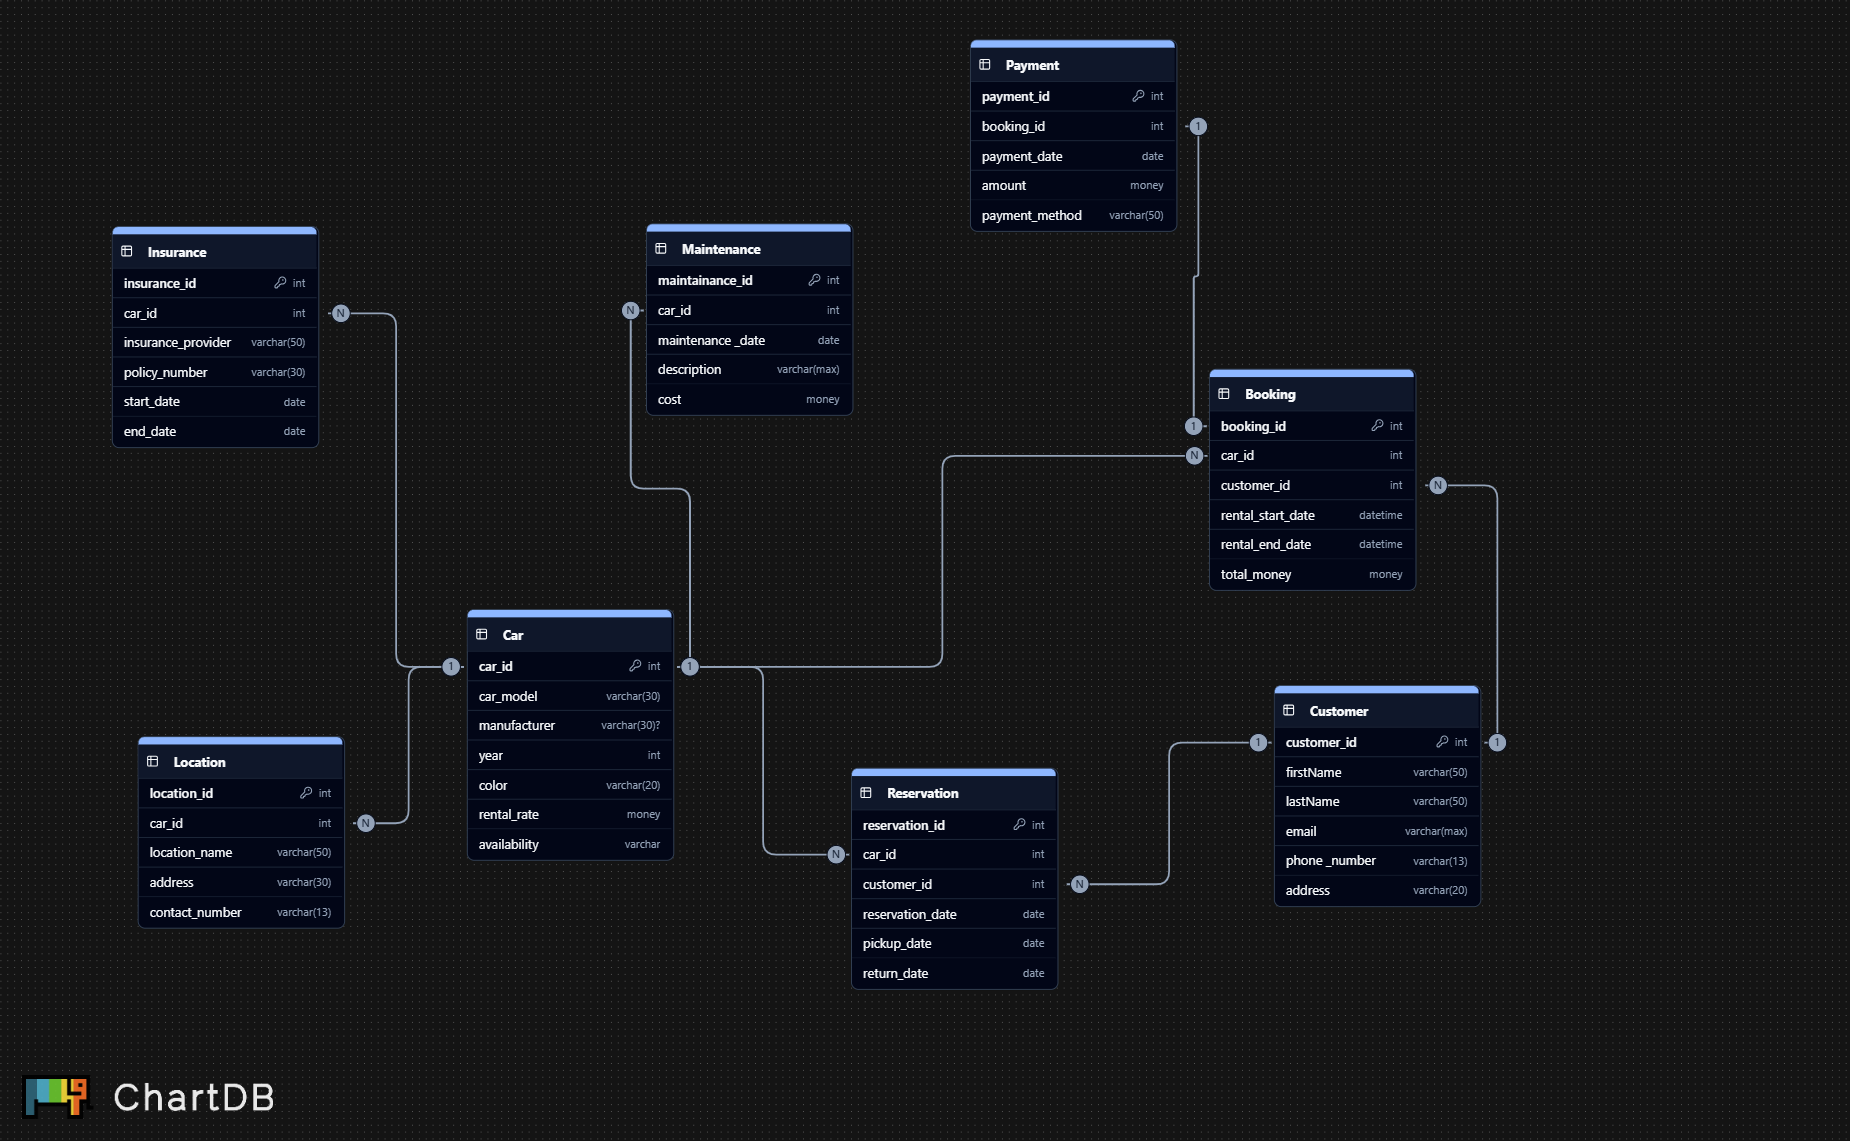 Payment
payment_id int
booking_id int
payment_date date
amount money
payment_method varchar(50)
1
Insurance
insurance_id int
car_id int
insurance_provider varchar(50)
policy_number varchar(30)
start_date date
end_date date
N
Maintenance
maintainance_id int
car_id int
maintenance _date date
description varchar(max)
cost money
N
Booking
booking_id int
car_id int
customer_id int
rental_start_date datetime
rental_end_date datetime
total_money money
1
N
N
Car
car_id int
car_model varchar(30)
manufacturer varchar(30)?
year int
color varchar(20)
rental_rate money
availability varchar
1
1
Location
location_id int
car_id int
location_name varchar(50)
address varchar(30)
contact_number varchar(13)
N
Reservation
reservation_id int
car_id int
customer_id int
reservation_date date
pickup_date date
return_date date
N
N
Customer
customer_id int
firstName varchar(50)
lastName varchar(50)
email varchar(max)
phone _number varchar(13)
address varchar(20)
1
1
ChartDB